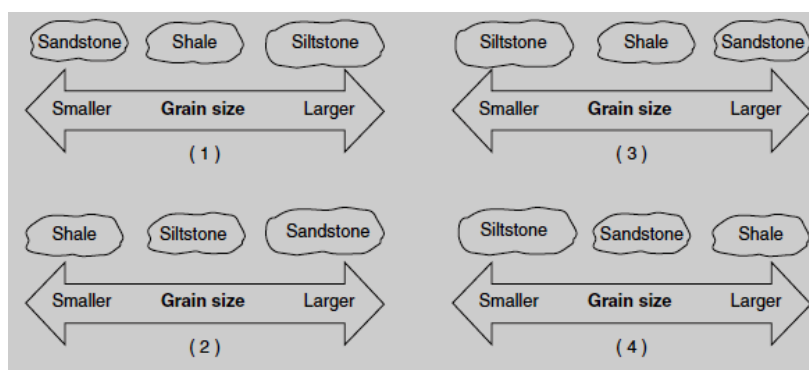 Sandstone Shale Siltstone
Smaller Grain size Larger
( 1 )
Siltstone Shale Sandstone
Smaller Grain size Larger
( 3 )
Shale Siltstone Sandstone
Smaller Grain size Larger
( 2 )
Siltstone Sandstone Shale
Smaller Grain size Larger
( 4 )